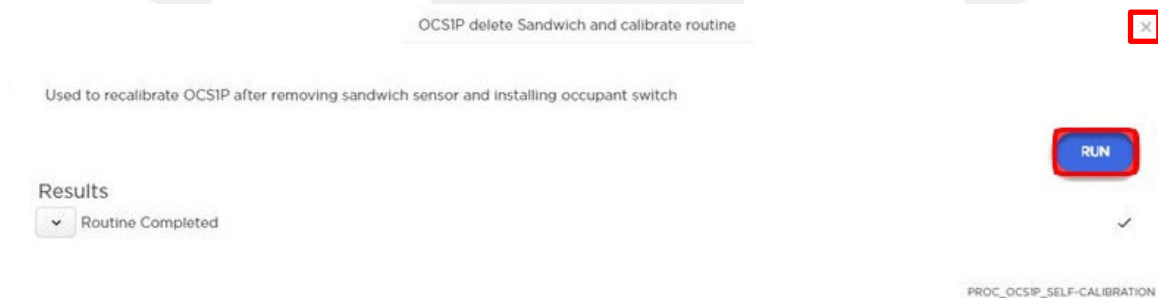 OCS1P delete Sandwich and calibrate routine
Used to recalibrate OCS1P after removing sandwich sensor and installing occupant switch
RUN
Results
Routine Completed
PROC_OCS1P_SELF-CALIBRATION